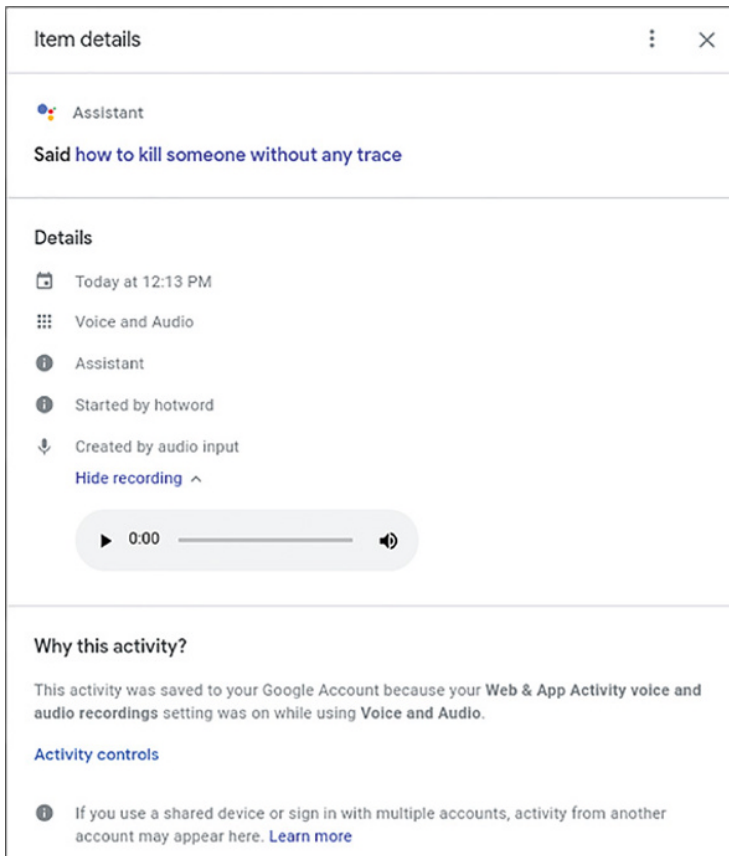 Item details
Assistant
Said how to kill someone without any trace
Details
Today at 12:13 PM
Voice and Audio
Assistant
Started by hotword
Created by audio input
Hide recording
0:00
Why this activity?
This activity was saved to your Google Account because your Web & App Activity voice and
audio recordings setting was on while using Voice and Audio.
Activity controls
If you use a shared device or sign in with multiple accounts, activity from another
account may appear here. Learn more